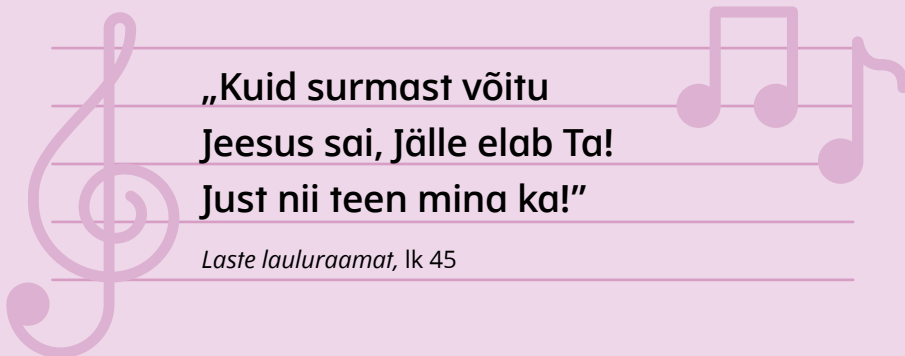 „Kuid surmast võitu
Jeesus sai, Jälle elab Ta!
Just nii teen mina ka!”
Laste lauluraamat, lk 45